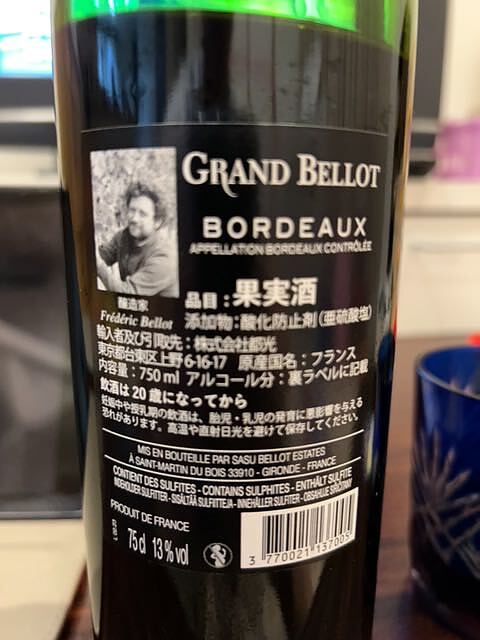 GRAND BELLOT
BORDEAUX
APPELLATION BORDEAUX CONTRÔLÉE
醸造家
Frédéric Bellot
品目:果実酒
添加物:酸化防止剤(亜硫酸塩)
輸入者及び引取先:株式会社都光
東京都台東区上野6-16-17 原産国名:フランス
内容量:750ml アルコール分:裏ラベルに記載
飲酒は20歳になってから
妊娠中や授乳期の飲酒は、胎児・乳児の発育に悪影響を与える
恐れがあります。高温や直射日光を避けて保存してください。
MIS EN BOUTEILLE PAR SASU BELLOT ESTATES
À SAINT-MARTIN DU BOIS 33910 - GIRONDE - FRANCE
CONTIENT DES SULFITES - CONTAINS SULPHITES - ENTHÄLT SULFITE
INDEHOLDER SULFITTER - SISÄLTÄÄ SULFIITTEJA - INNEHÅLLER SULFITER - OBSAHUJE SIŘIČITANY
PRODUIT DE FRANCE
75cl 13%vol
3 770021 137005